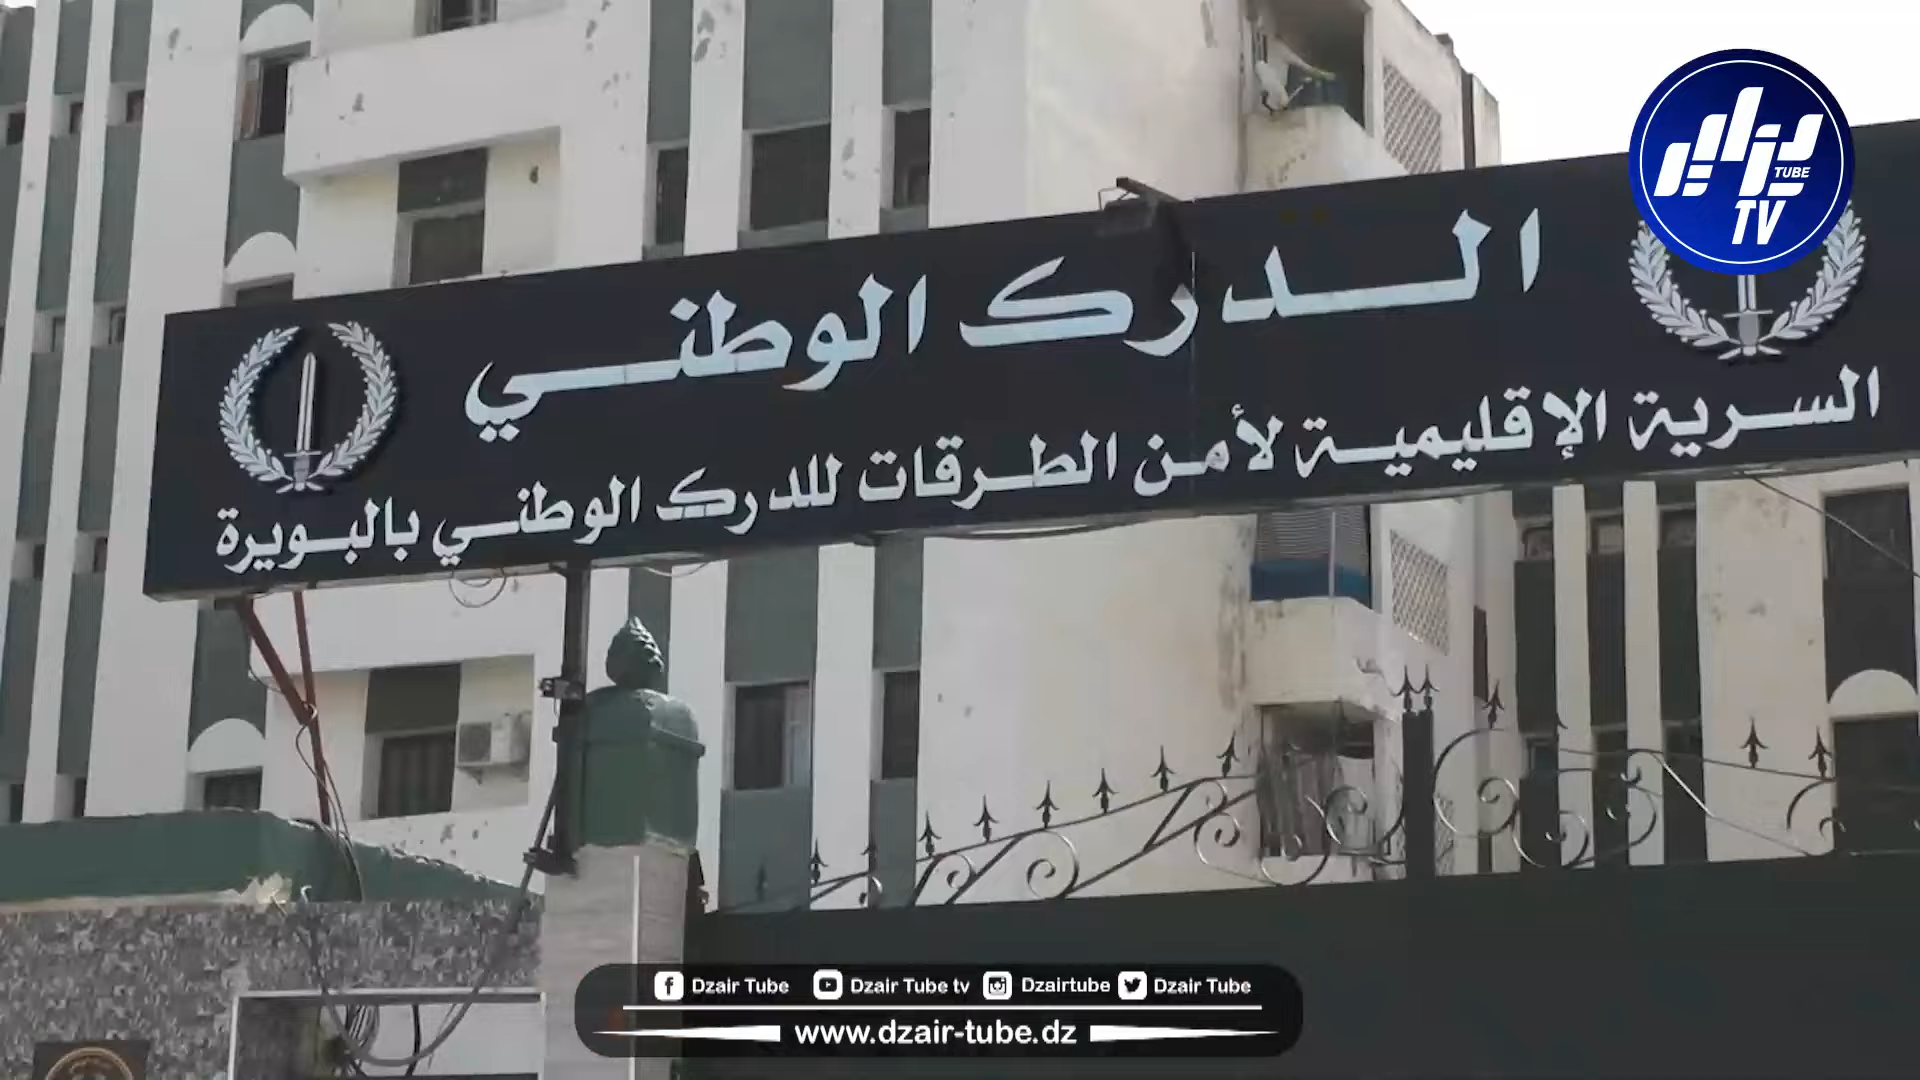 دزاير
TUBE
TV
الدرك الوطني
السرية الإقليمية لأمن الطرقات للدرك الوطني بالبويرة
Dzair Tube Dzair Tube tv Dzairtube Dzair Tube
www.dzair-tube.dz